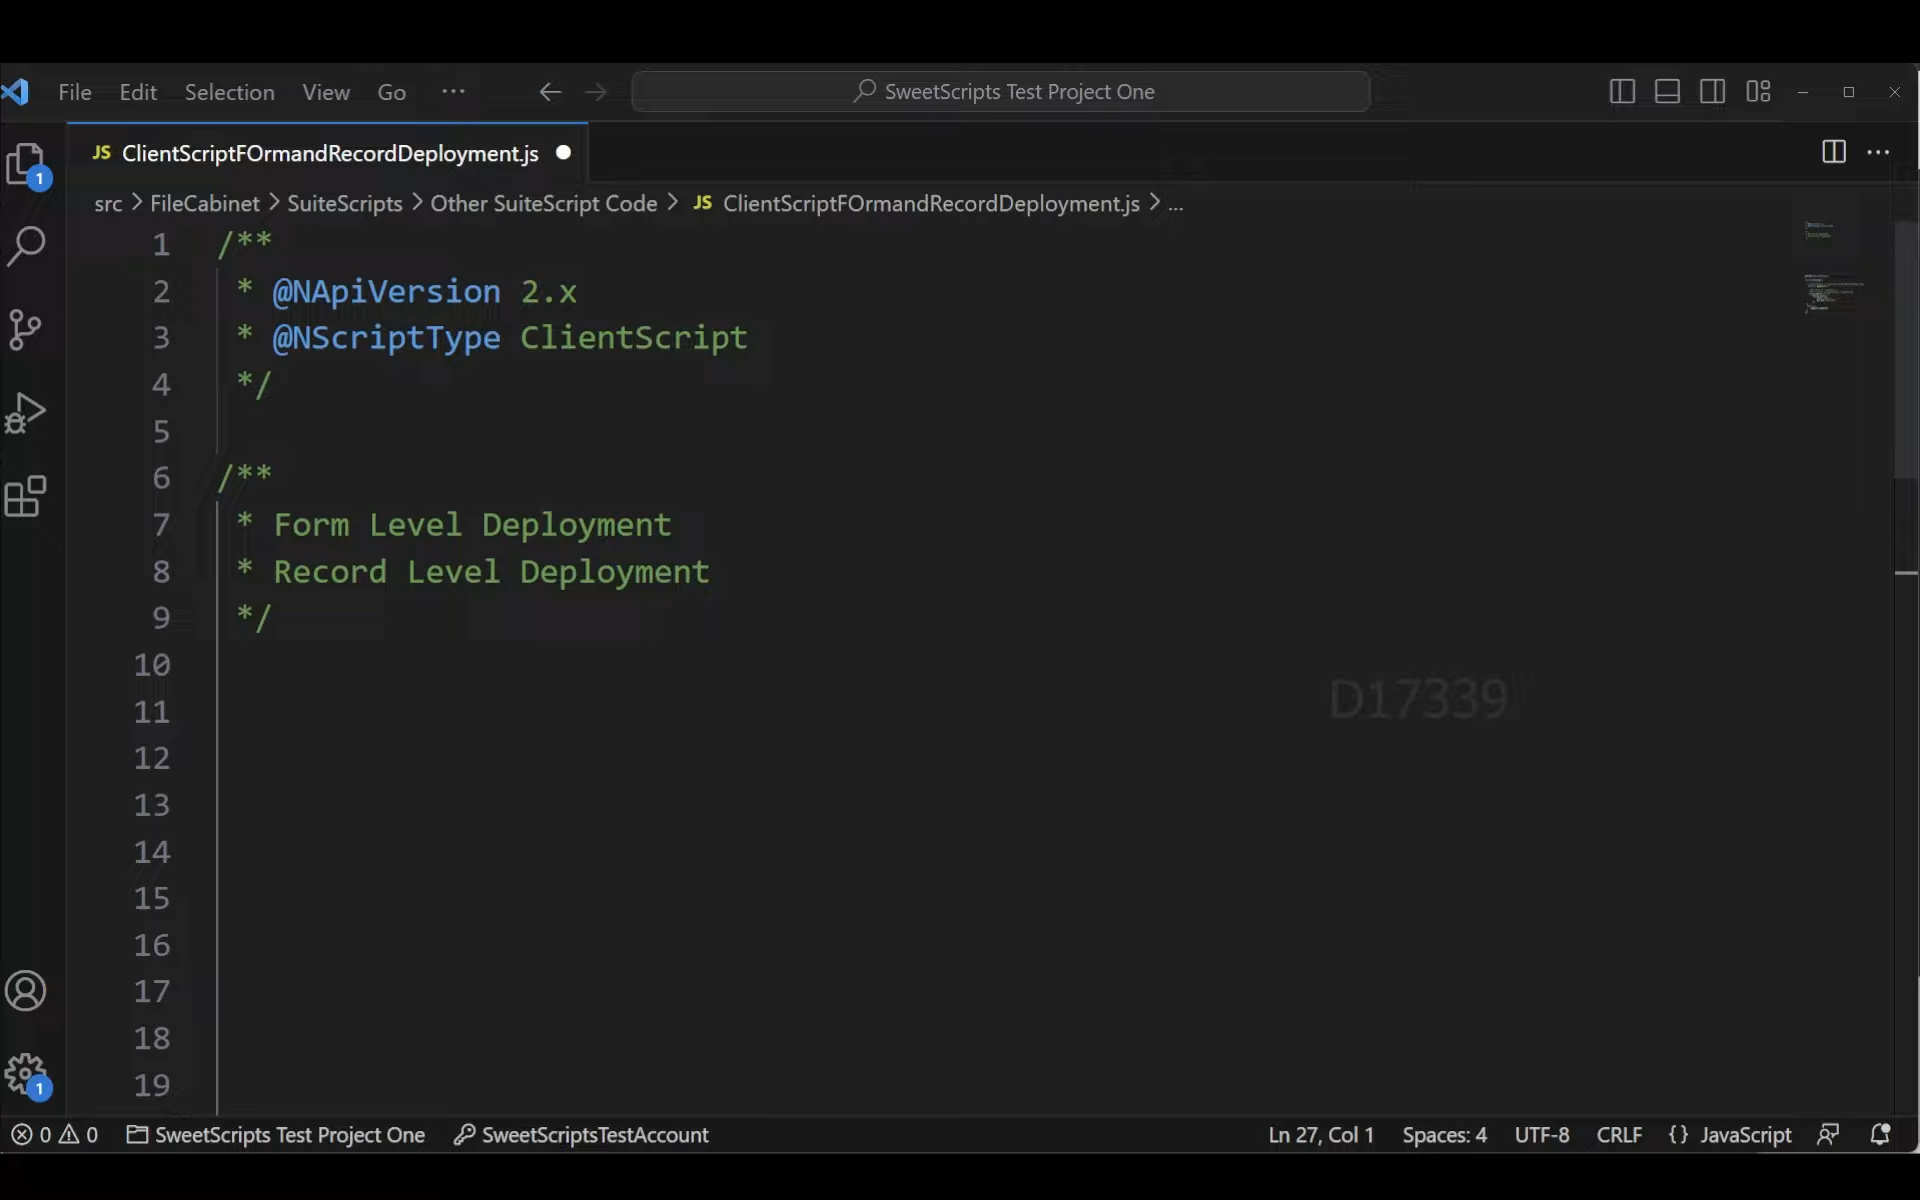 File Edit Selection View Go ··· SweetScripts Test Project One
JS ClientScriptFOrmandRecordDeployment.js
1
src > FileCabinet > SuiteScripts > Other SuiteScript Code > JS ClientScriptFOrmandRecordDeployment.js > ...
1 /**
2 * @NApiVersion 2.x
3 * @NScriptType ClientScript
4 */
5
6 /**
7 * Form Level Deployment
8 * Record Level Deployment
9 */
10
11
D17339
12
13
14
15
16
17
18
19
1
0 0 SweetScripts Test Project One SweetScriptsTestAccount Ln 27, Col 1 Spaces: 4 UTF-8 CRLF {} JavaScript